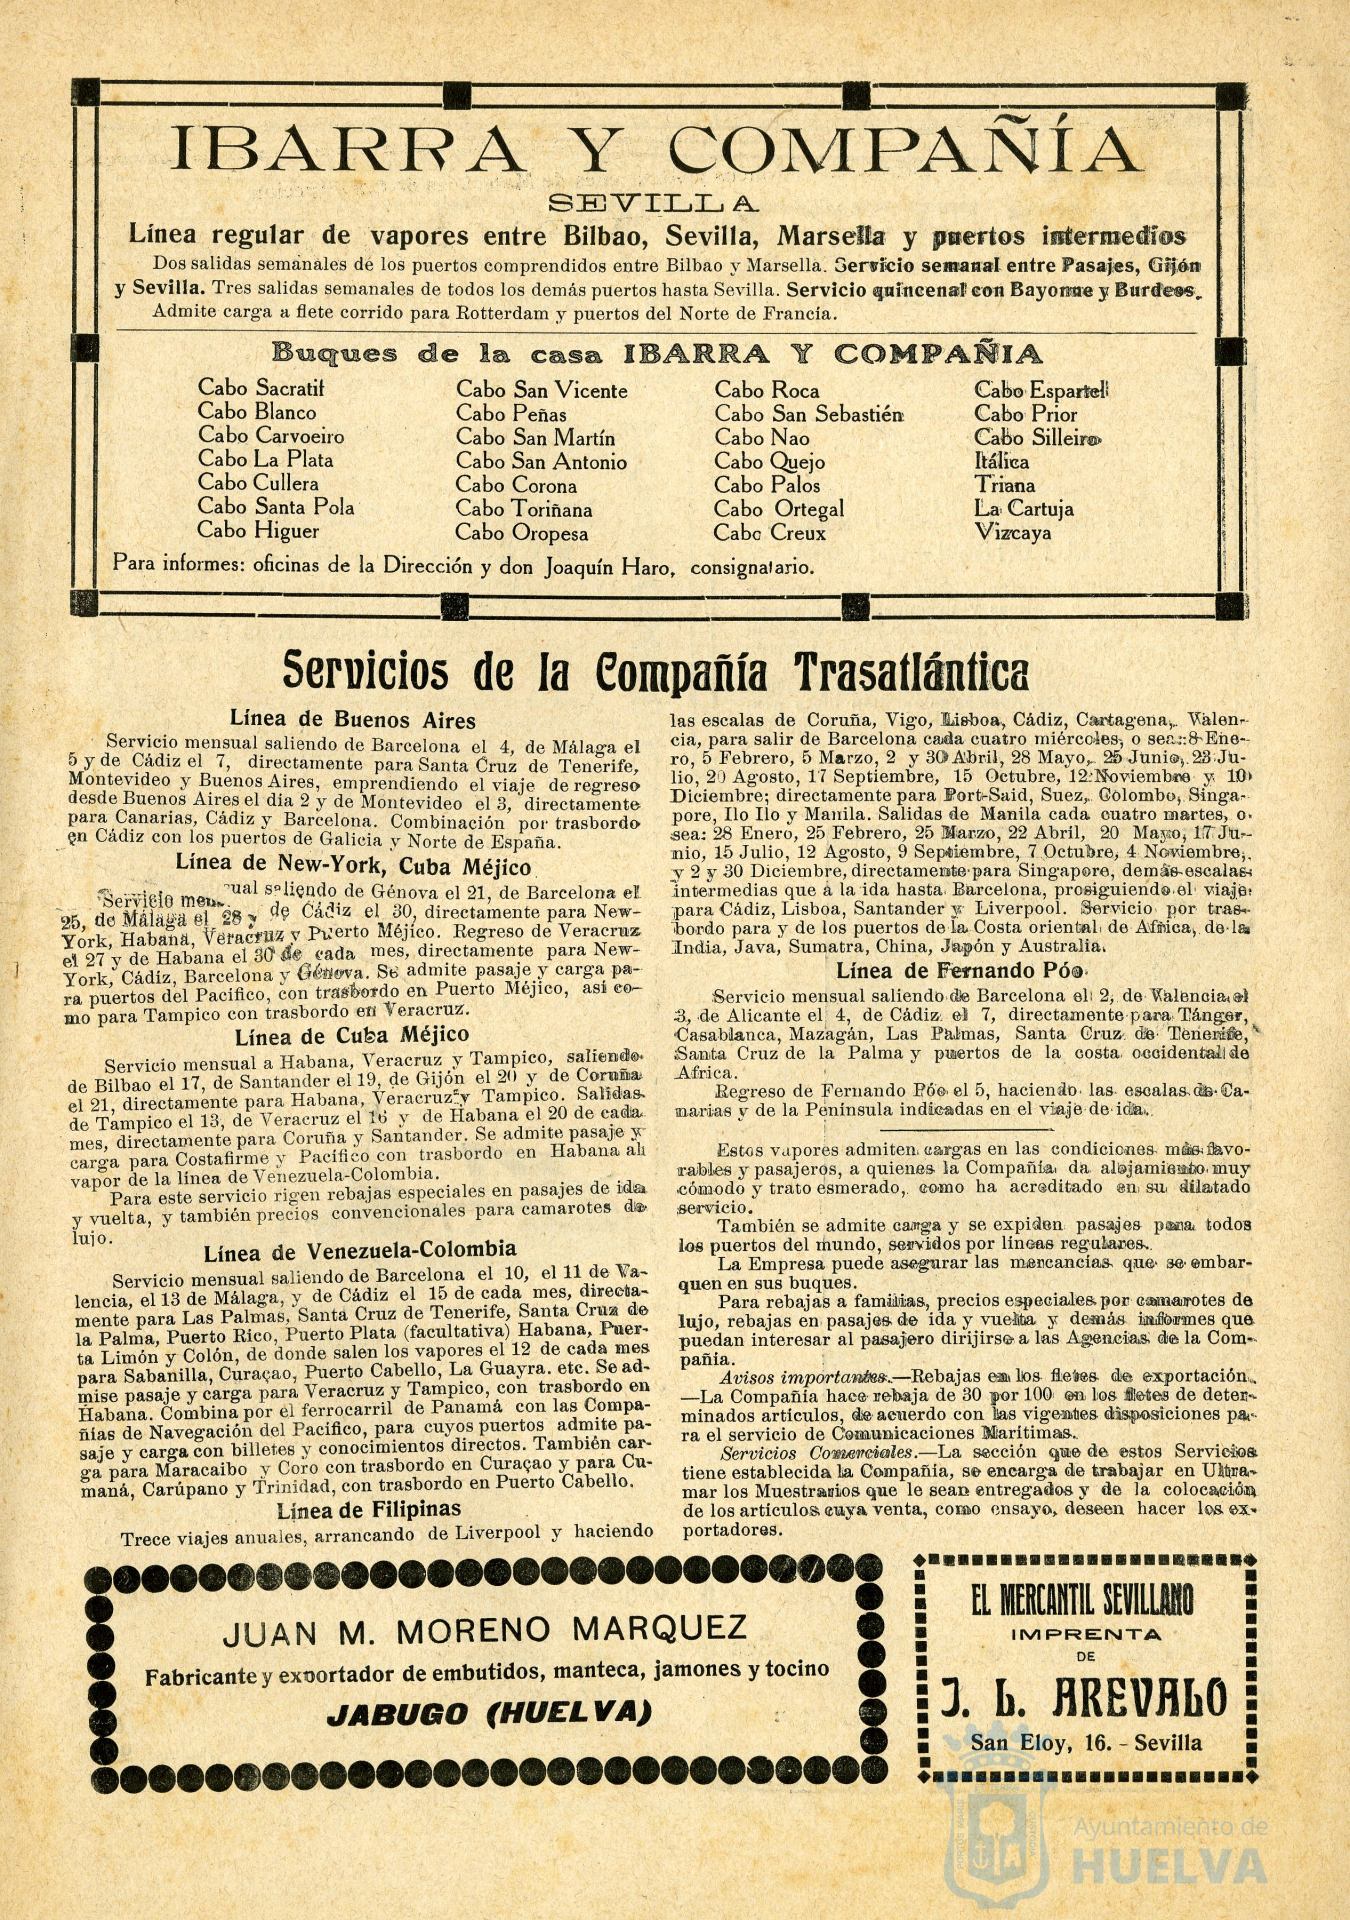 IBARRA Y COMPAÑÍA
SEVILLA
Línea regular de vapores entre Bilbao, Sevilla, Marsella y puertos intermedios
Dos salidas semanales de los puertos comprendidos entre Bilbao y Marsella. Servicio semanal entre Pasajes, Gijón
y Sevilla. Tres salidas semanales de todos los demás puertos hasta Sevilla. Servicio quincenal con Bayonne y Burdeos.
Admite carga a flete corrido para Rotterdam y puertos del Norte de Francia.
Buques de la casa IBARRA Y COMPAÑIA
Cabo Sacratif
Cabo Blanco
Cabo Carvoeiro
Cabo La Plata
Cabo Cullera
Cabo Santa Pola
Cabo Higuer
Cabo San Vicente
Cabo Peñas
Cabo San Martín
Cabo San Antonio
Cabo Corona
Cabo Toriñana
Cabo Oropesa
Cabo Roca
Cabo San Sebastién
Cabo Nao
Cabo Quejo
Cabo Palos
Cabo Ortegal
Cabo Creux
Cabo Espartell
Cabo Prior
Cabo Silleiro
Itálica
Triana
La Cartuja
Vizcaya
Para informes: oficinas de la Dirección y don Joaquín Haro, consignatario.
Servicios de la Compañía Trasatlántica
Línea de Buenos Aires
Servicio mensual saliendo de Barcelona el 4, de Málaga el
5 y de Cádiz el 7, directamente para Santa Cruz de Tenerife,
Montevideo y Buenos Aires, emprendiendo el viaje de regreso
desde Buenos Aires el día 2 y de Montevideo el 3, directamente
para Canarias, Cádiz y Barcelona. Combinación por trasbordo
en Cádiz con los puertos de Galicia y Norte de España.
Línea de New-York, Cuba Méjico
Servicio mensual saliendo de Génova el 21, de Barcelona el
25, de Málaga el 28 y de Cádiz el 30, directamente para New-
York, Habana, Veracruz y Puerto Méjico. Regreso de Veracruz
el 27 y de Habana el 30 de cada mes, directamente para New-
York, Cádiz, Barcelona y Génova. Se admite pasaje y carga pa-
ra puertos del Pacifico, con trasbordo en Puerto Méjico, así co-
mo para Tampico con trasbordo en Veracruz.
Línea de Cuba Méjico
Servicio mensual a Habana, Veracruz y Tampico, saliendo
de Bilbao el 17, de Santander el 19, de Gijón el 20 y de Coruña
el 21, directamente para Habana, Veracruz y Tampico. Salidas
de Tampico el 13, de Veracruz el 16 y de Habana el 20 de cada
mes, directamente para Coruña y Santander. Se admite pasaje y
carga para Costafirme y Pacífico con trasbordo en Habana al
vapor de la línea de Venezuela-Colombia.
Para este servicio rigen rebajas especiales en pasajes de ida
y vuelta, y también precios convencionales para camarotes de
lujo.
Línea de Venezuela-Colombia
Servicio mensual saliendo de Barcelona el 10, el 11 de Va-
lencia, el 13 de Málaga, y de Cádiz el 15 de cada mes, directa-
mente para Las Palmas, Santa Cruz de Tenerife, Santa Cruz de
la Palma, Puerto Rico, Puerto Plata (facultativa) Habana, Puer-
ta Limón y Colón, de donde salen los vapores el 12 de cada mes
para Sabanilla, Curaçao, Puerto Cabello, La Guayra. etc. Se ad-
mise pasaje y carga para Veracruz y Tampico, con trasbordo en
Habana. Combina por el ferrocarril de Panamá con las Compa-
ñías de Navegación del Pacifico, para cuyos puertos admite pa-
saje y carga con billetes y conocimientos directos. También car-
ga para Maracaibo y Coro con trasbordo en Curaçao y para Cu-
maná, Carúpano y Trinidad, con trasbordo en Puerto Cabello.
Línea de Filipinas
Trece viajes anuales, arrancando de Liverpool y haciendo
las escalas de Coruña, Vigo, Lisboa, Cádiz, Cartagena, Valen-
cia, para salir de Barcelona cada cuatro miércoles, o sea: 8 Ene-
ro, 5 Febrero, 5 Marzo, 2 y 30 Abril, 28 Mayo, 25 Junio, 23 Ju-
lio, 20 Agosto, 17 Septiembre, 15 Octubre, 12 Noviembre y 10
Diciembre; directamente para Port-Said, Suez, Colombo, Singa-
pore, Ilo Ilo y Manila. Salidas de Manila cada cuatro martes, o
sea: 28 Enero, 25 Febrero, 25 Marzo, 22 Abril, 20 Mayo, 17 Ju-
nio, 15 Julio, 12 Agosto, 9 Septiembre, 7 Octubre, 4 Noviembre,
y 2 y 30 Diciembre, directamente para Singapore, demás escalas
intermedias que á la ida hasta Barcelona, prosiguiendo el viaje
para Cádiz, Lisboa, Santander y Liverpool. Servicio por tras-
bordo para y de los puertos de la Costa oriental de Africa, de la
India, Java, Sumatra, China, Japón y Australia.
Línea de Fernando Póo
Servicio mensual saliendo de Barcelona el 2, de Valencia el
3, de Alicante el 4, de Cádiz el 7, directamente para Tánger,
Casablanca, Mazagán, Las Palmas, Santa Cruz de Tenerife,
Santa Cruz de la Palma y puertos de la costa occidental de
Africa.
Regreso de Fernando Póo el 5, haciendo las escalas de Ca-
narias y de la Península indicadas en el viaje de ida.
Estos vapores admiten cargas en las condiciones más favo-
rables y pasajeros, a quienes la Compañía da alojamiento muy
cómodo y trato esmerado, como ha acreditado en su dilatado
servicio.
También se admite carga y se expiden pasajes para todos
los puertos del mundo, servidos por líneas regulares.
La Empresa puede asegurar las mercancías que se embar-
quen en sus buques.
Para rebajas a familias, precios especiales por camarotes de
lujo, rebajas en pasajes de ida y vuelta y demás informes que
puedan interesar al pasajero dirijirse a las Agencias de la Com-
pañía.
Avisos importantes.—Rebajas en los fletes de exportación.
—La Compañía hace rebaja de 30 por 100 en los fletes de deter-
minados artículos, de acuerdo con las vigentes disposiciones pa-
ra el servicio de Comunicaciones Marítimas.
Servicios Comerciales.—La sección que de estos Servicios
tiene establecida la Compañía, se encarga de trabajar en Ultra-
mar los Muestrarios que le sean entregados y de la colocación
de los artículos cuya venta, como ensayo, deseen hacer los ex-
portadores.
JUAN M. MORENO MARQUEZ
Fabricante y exportador de embutidos, manteca, jamones y tocino
JABUGO (HUELVA)
EL MERCANTIL SEVILLANO
IMPRENTA
DE
J. L. AREVALO
San Eloy, 16. - Sevilla
Ayuntamiento de
HUELVA